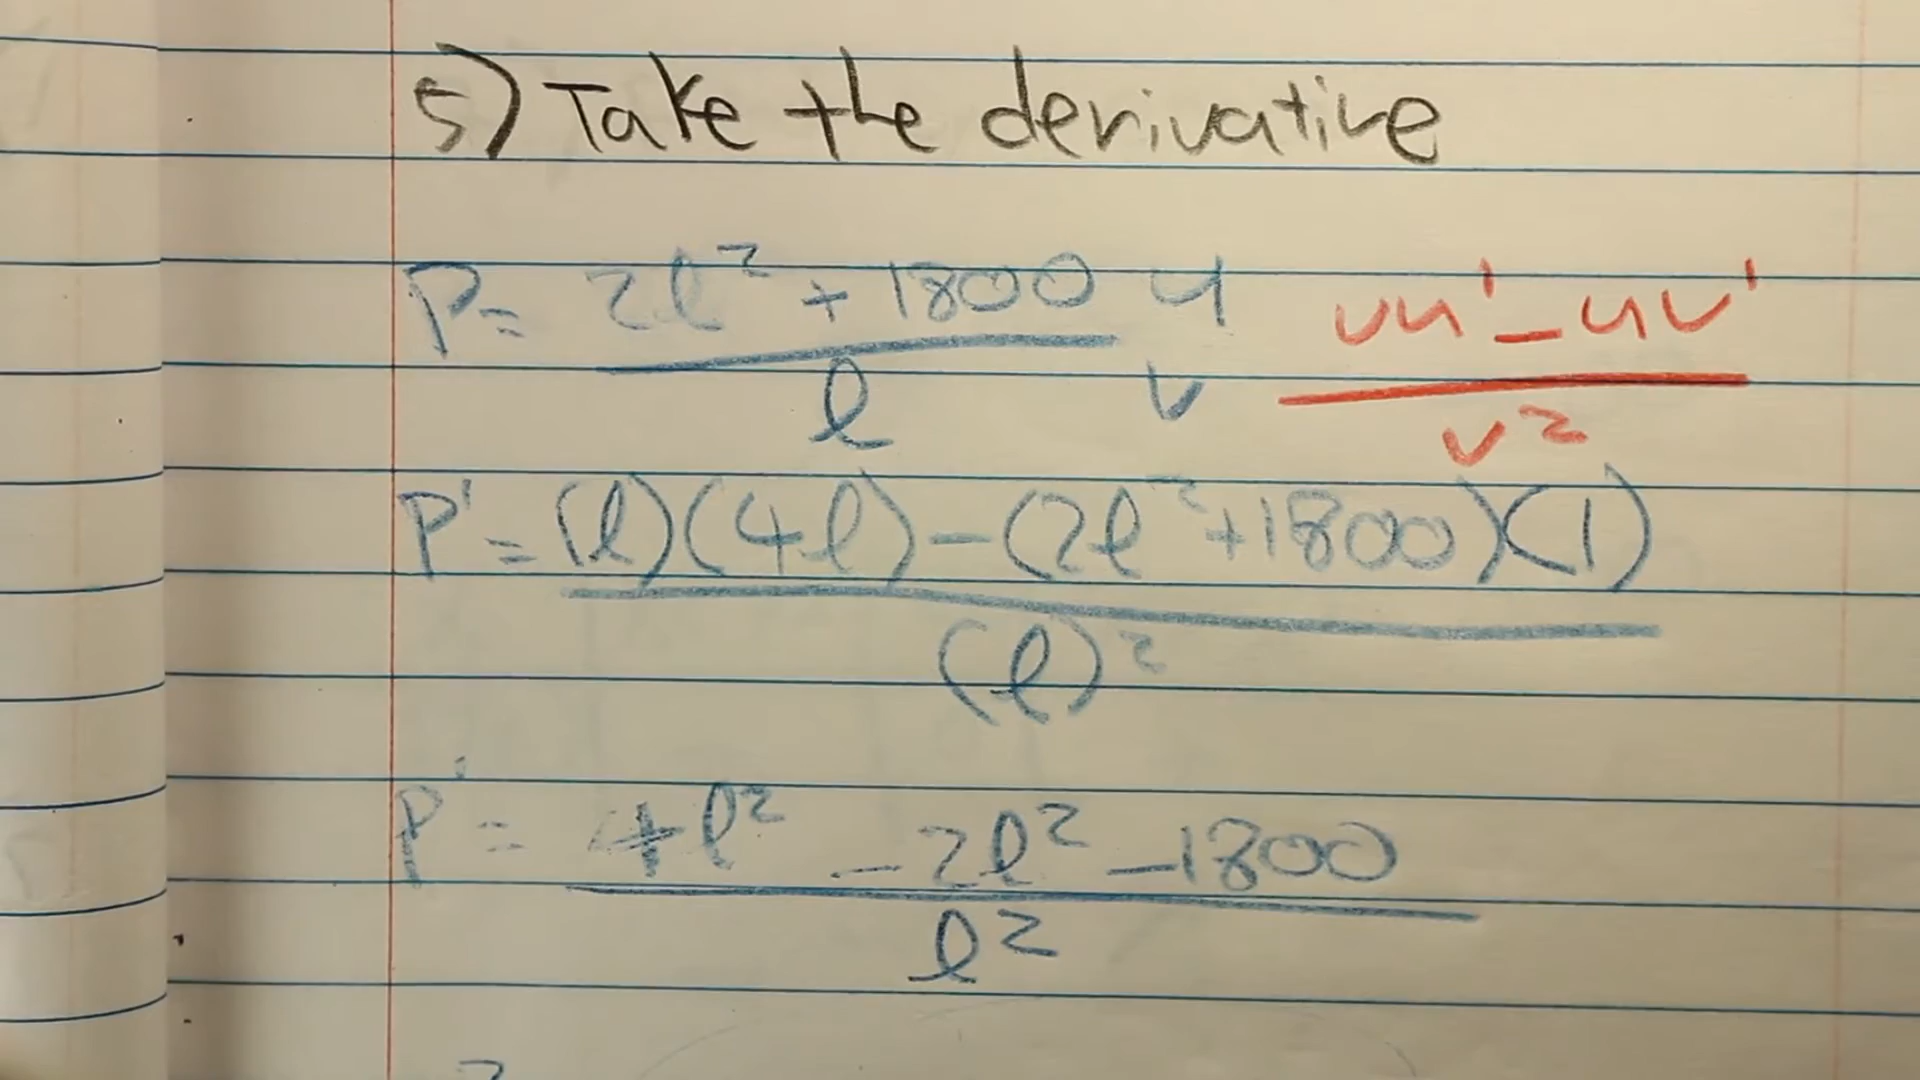 5) Take the derivative
P = 2ℓ² + 1800 u vu' - uv'
ℓ v v²
P' = (ℓ)(4ℓ) - (2ℓ² + 1800)(1)
(ℓ)²
P' = 4ℓ² - 2ℓ² - 1800
ℓ²